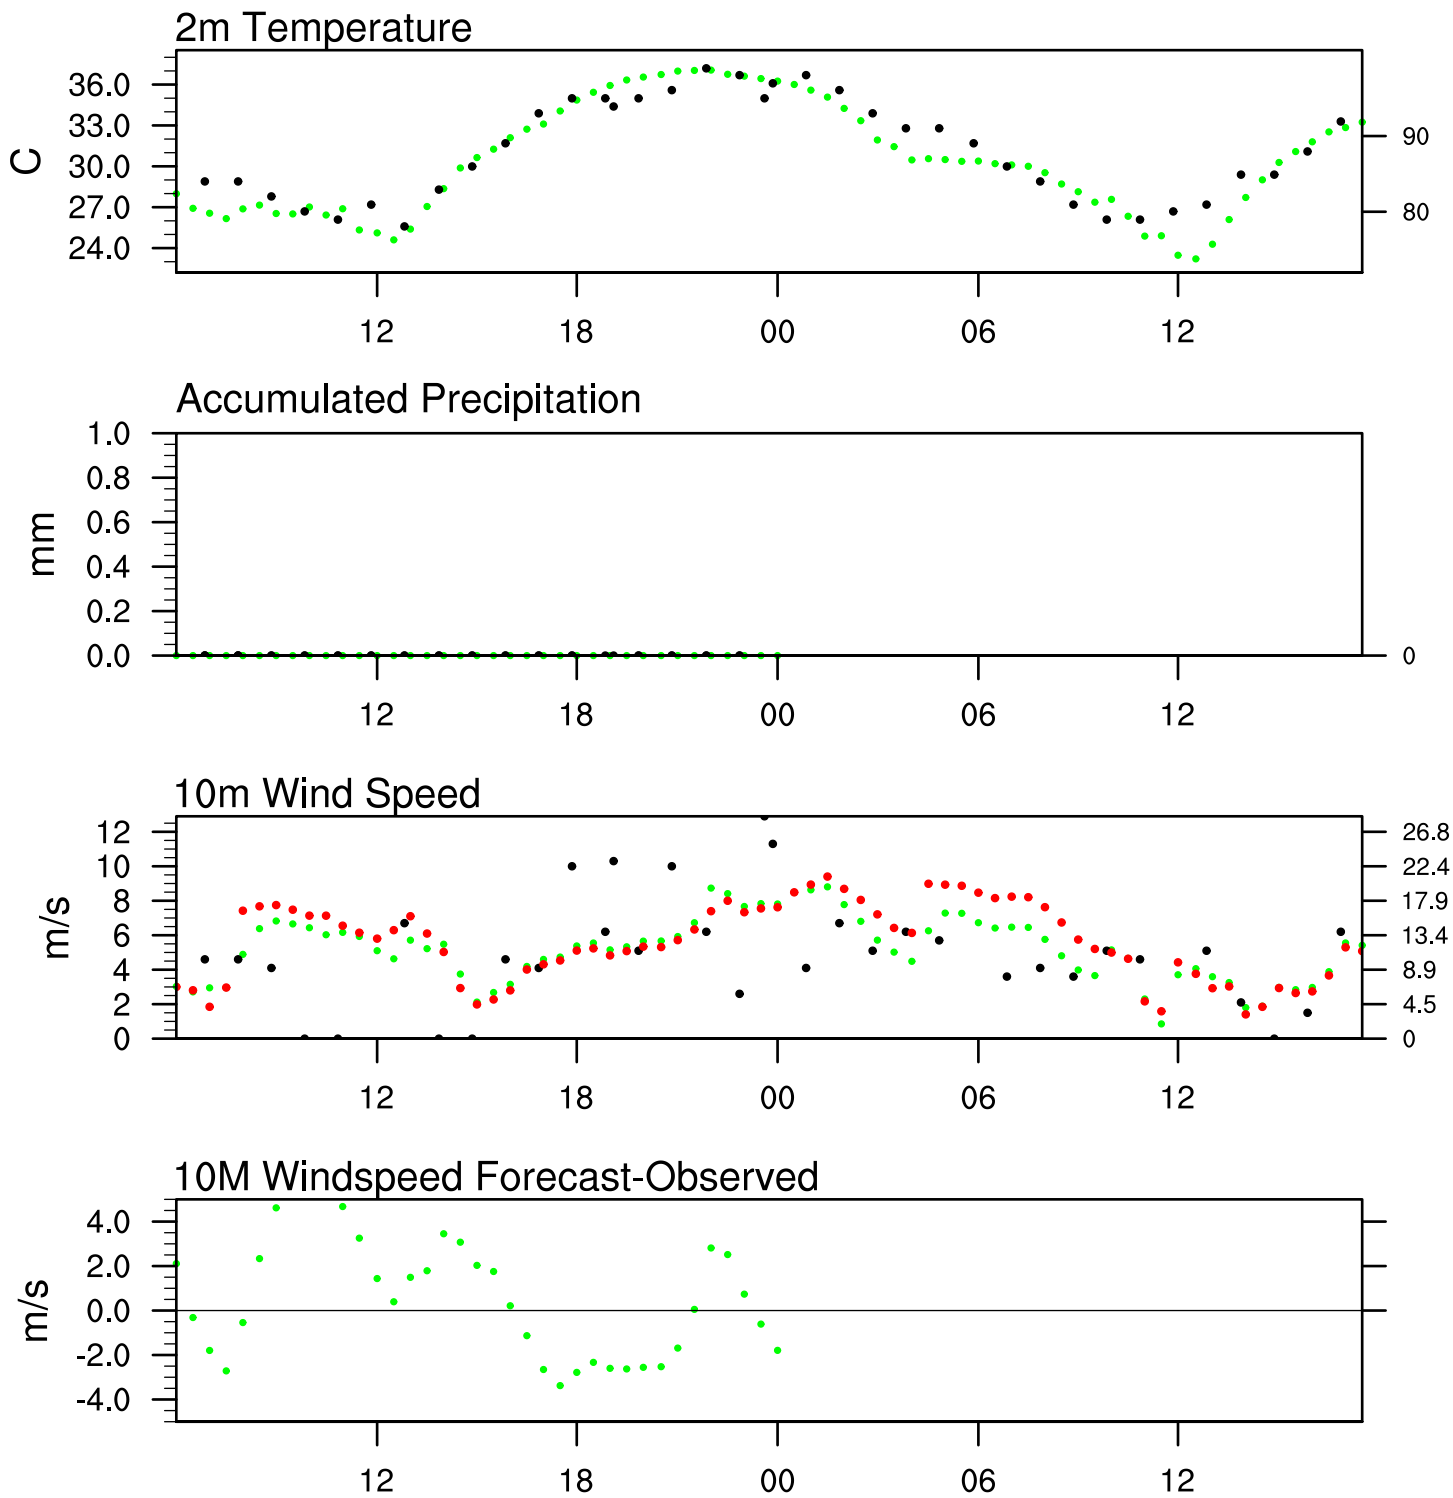 2m Temperature
36.0
33.0
90
30.0
C
27.0
80
24.0
12 18 00 06 12
Accumulated Precipitation
1.0
0.8
0.6
mm
0.4
0.2
0.0 0
12 18 00 06 12
10m Wind Speed
12 26.8
10 22.4
8 17.9
m/s
6 13.4
4 8.9
2 4.5
0 0
12 18 00 06 12
10M Windspeed Forecast-Observed
4.0
2.0
m/s
0.0
-2.0
-4.0
12 18 00 06 12